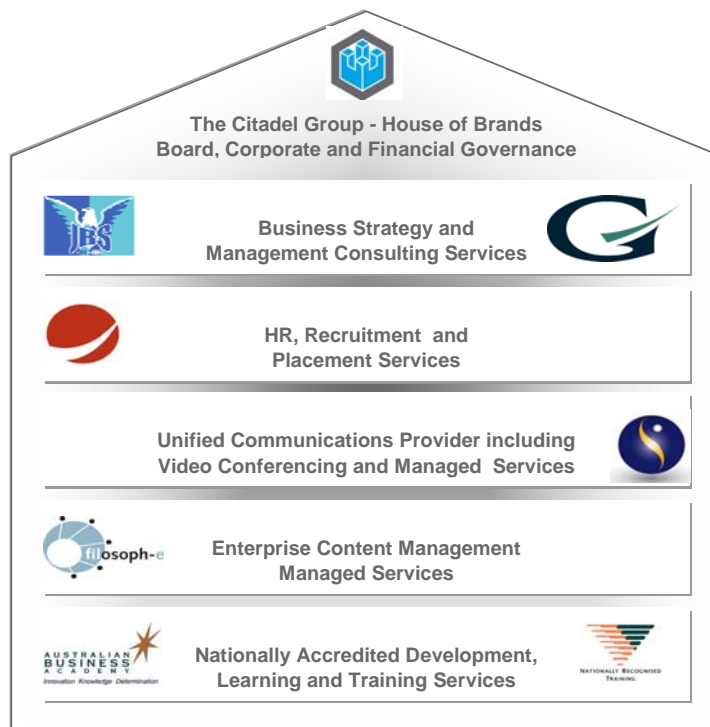 The Citadel Group - House of Brands
Board, Corporate and Financial Governance
JBS
Business Strategy and
Management Consulting Services
G
HR, Recruitment and
Placement Services
Unified Communications Provider including
Video Conferencing and Managed Services
filosoph-e
Enterprise Content Management
Managed Services
AUSTRALIAN
BUSINESS
ACADEMY
Innovation Knowledge Determination
Nationally Accredited Development,
Learning and Training Services
NATIONALLY RECOGNISED
TRAINING